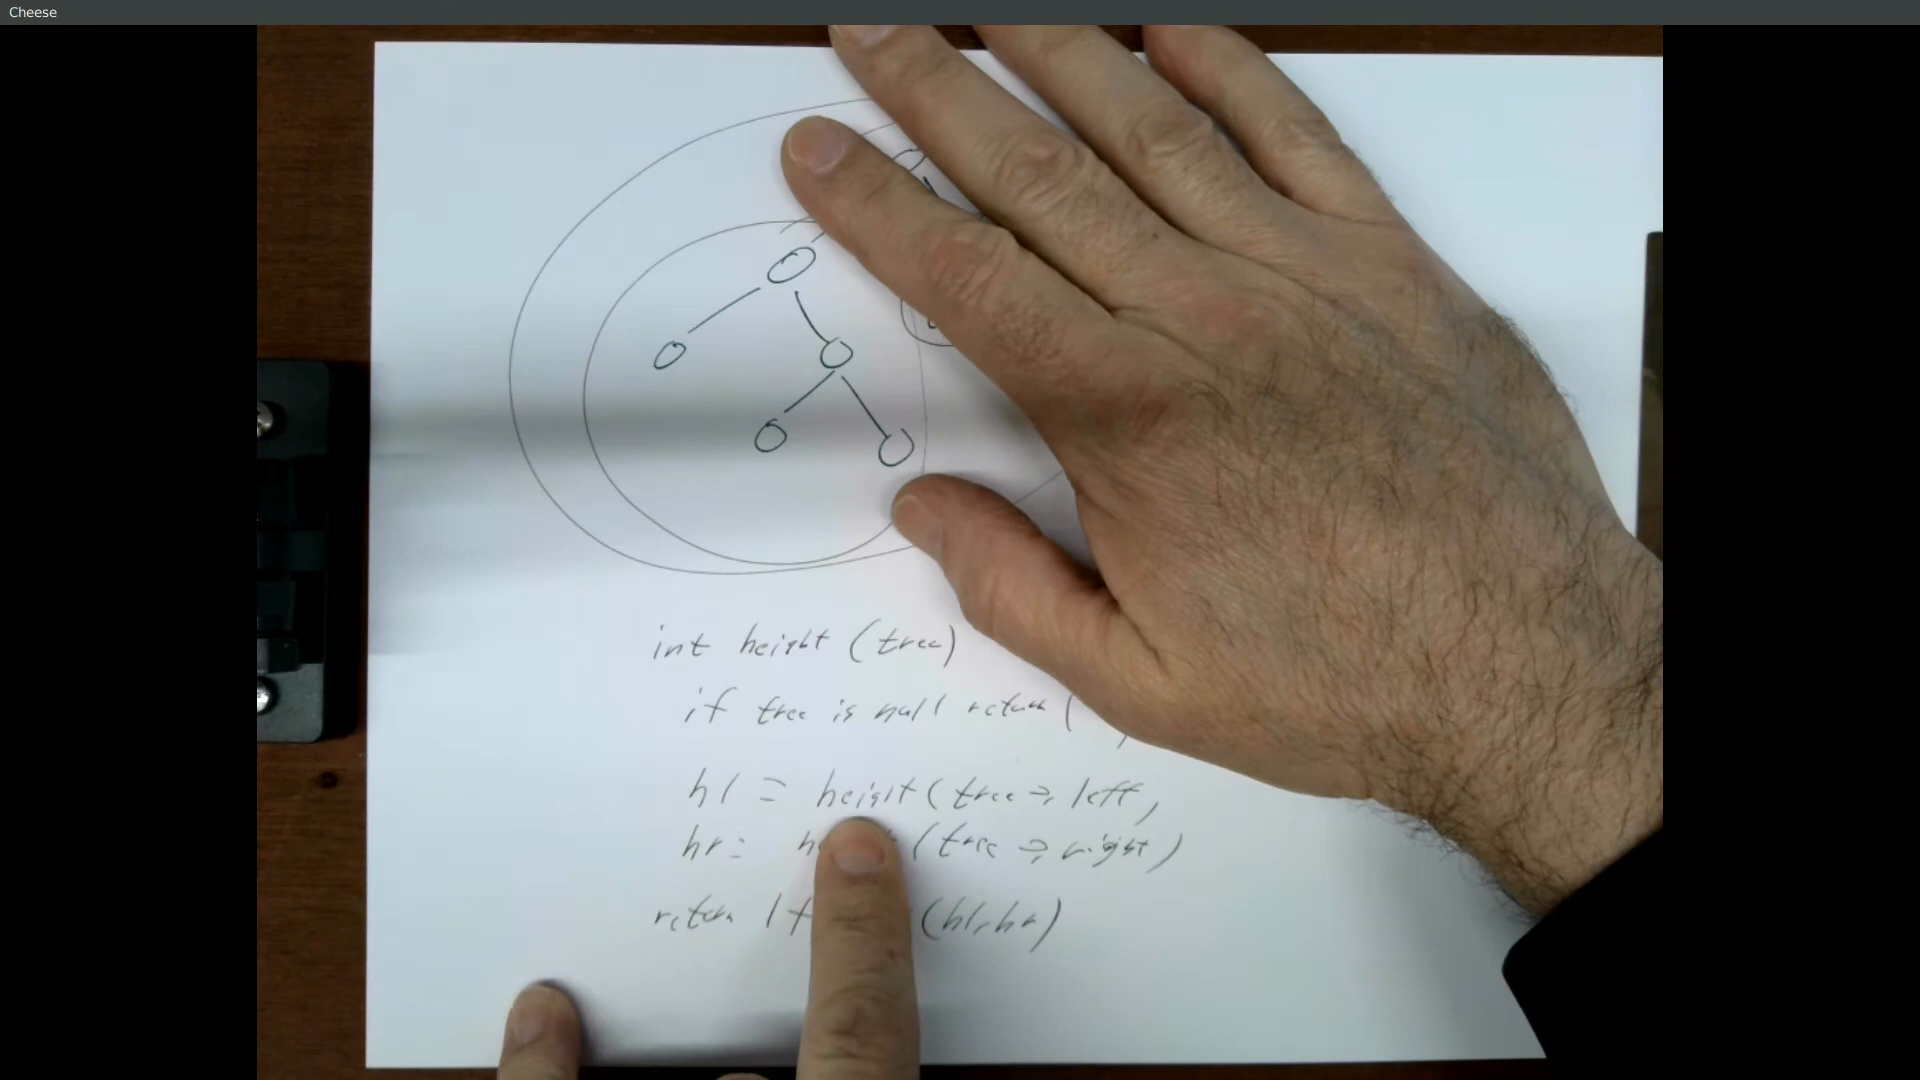 Cheese
int height (tree)
if tree is null return (
hl = height (tree → left,
hr = (tree → right)
return 1+ (hl, hr)